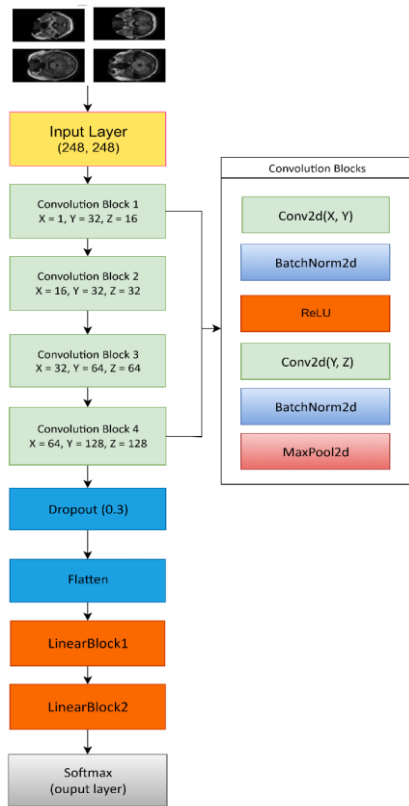 Input Layer
(248, 248)
Convolution Block 1
X = 1, Y = 32, Z = 16
Convolution Block 2
X = 16, Y = 32, Z = 32
Convolution Block 3
X = 32, Y = 64, Z = 64
Convolution Block 4
X = 64, Y = 128, Z = 128
Dropout (0.3)
Flatten
LinearBlock1
LinearBlock2
Softmax
(ouput layer)
Convolution Blocks
Conv2d(X, Y)
BatchNorm2d
ReLU
Conv2d(Y, Z)
BatchNorm2d
MaxPool2d